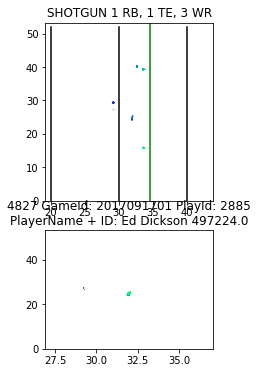 SHOTGUN 1 RB, 1 TE, 3 WR
50
40
30
20
10
0
20 25 30 35 40
4827 GameId: 2017091701 PlayId: 2885
PlayerName + ID: Ed Dickson 497224.0
40
20
0
27.5 30.0 32.5 35.0